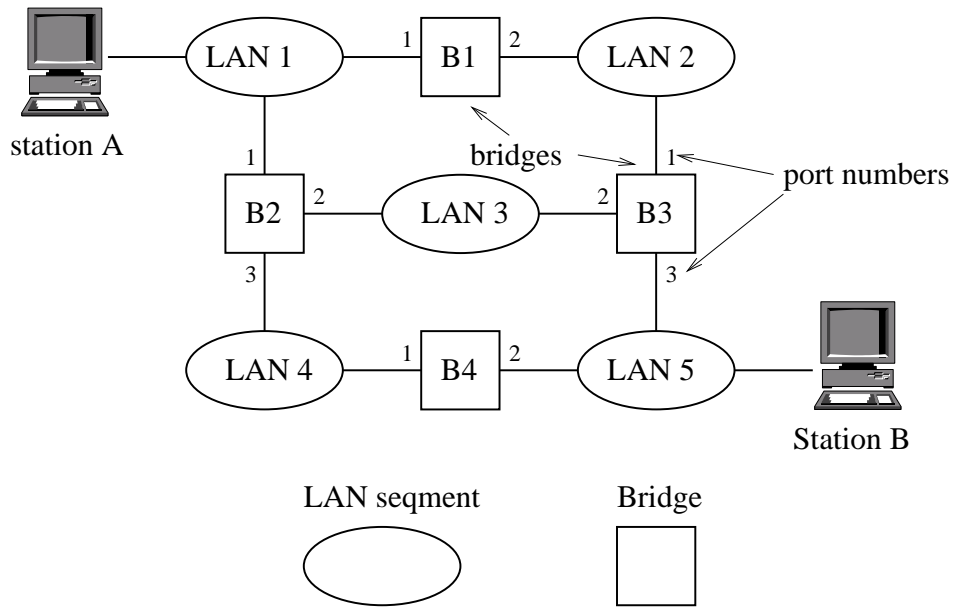 LAN 1
1
B1
2
LAN 2
station A
bridges
1
1
port numbers
B2
2
LAN 3
2
B3
3
3
LAN 4
1
B4
2
LAN 5
Station B
LAN seqment
Bridge